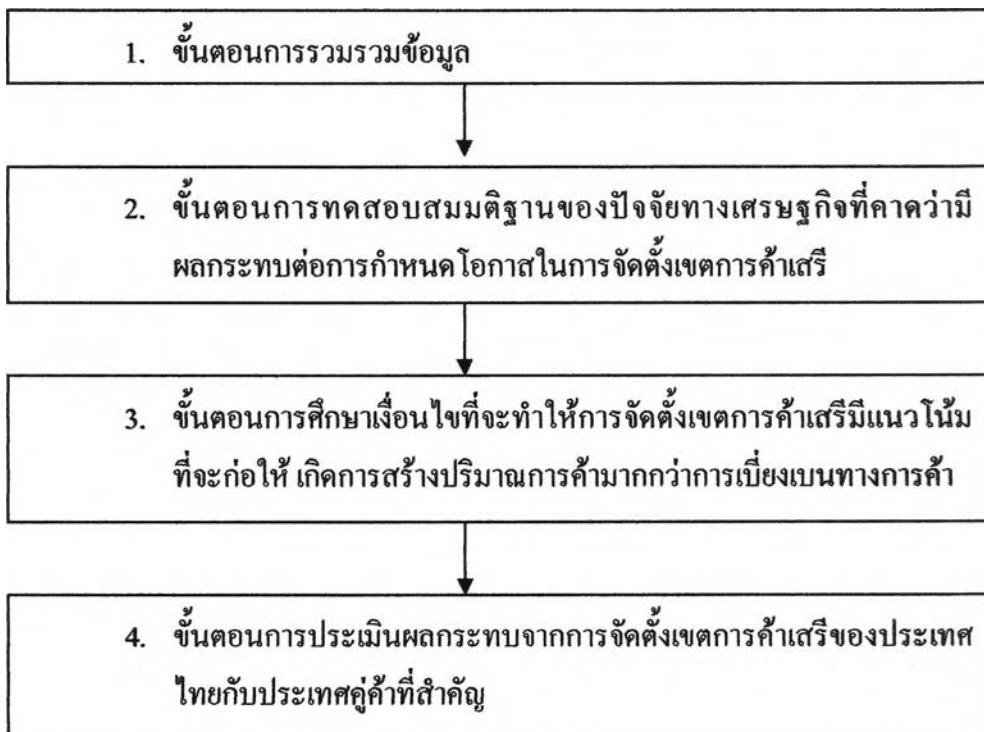 1. ขั้นตอนการรวมรวมข้อมูล
2. ขั้นตอนการทดสอบสมมติฐานของปัจจัยทางเศรษฐกิจที่คาดว่ามี
ผลกระทบต่อการกำหนดโอกาสในการจัดตั้งเขตการค้าเสรี
3. ขั้นตอนการศึกษาเงื่อนไขที่จะทำให้การจัดตั้งเขตการค้าเสรีมีแนวโน้ม
ที่จะก่อให้ เกิดการสร้างปริมาณการค้ามากกว่าการเบี่ยงเบนทางการค้า
4. ขั้นตอนการประเมินผลกระทบจากการจัดตั้งเขตการค้าเสรีของประเทศ
ไทยกับประเทศคู่ค้าที่สำคัญ